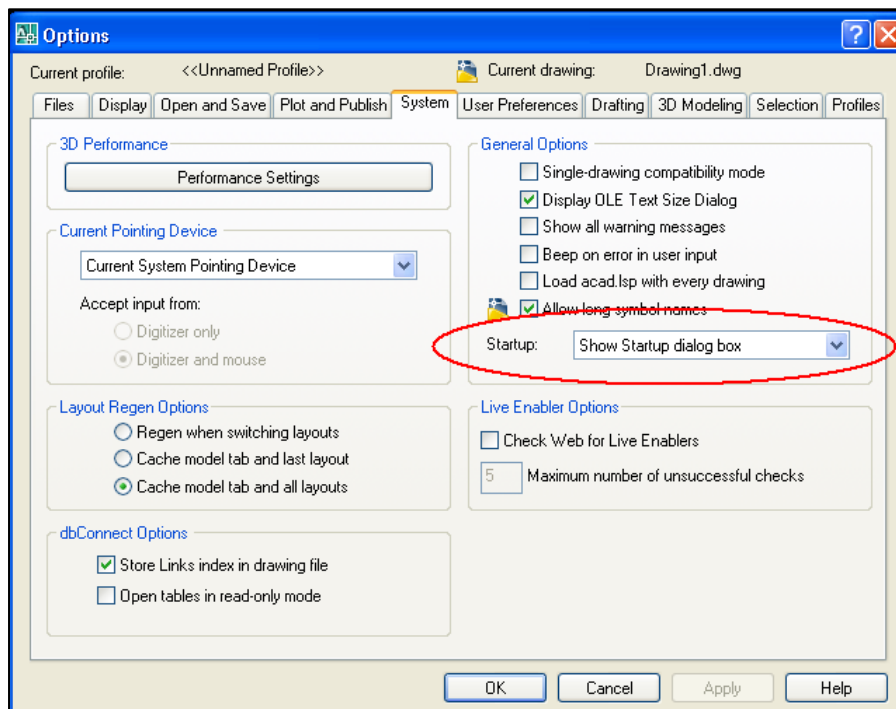 Options
Current profile: <<Unnamed Profile>> Current drawing: Drawing1.dwg
Files Display Open and Save Plot and Publish System User Preferences Drafting 3D Modeling Selection Profiles
3D Performance
Performance Settings
Current Pointing Device
Current System Pointing Device
Accept input from:
Digitizer only
Digitizer and mouse
Layout Regen Options
Regen when switching layouts
Cache model tab and last layout
Cache model tab and all layouts
dbConnect Options
Store Links index in drawing file
Open tables in read-only mode
General Options
Single-drawing compatibility mode
Display OLE Text Size Dialog
Show all warning messages
Beep on error in user input
Load acad.lsp with every drawing
Allow long symbol names
Startup: Show Startup dialog box
Live Enabler Options
Check Web for Live Enablers
5 Maximum number of unsuccessful checks
OK Cancel Apply Help